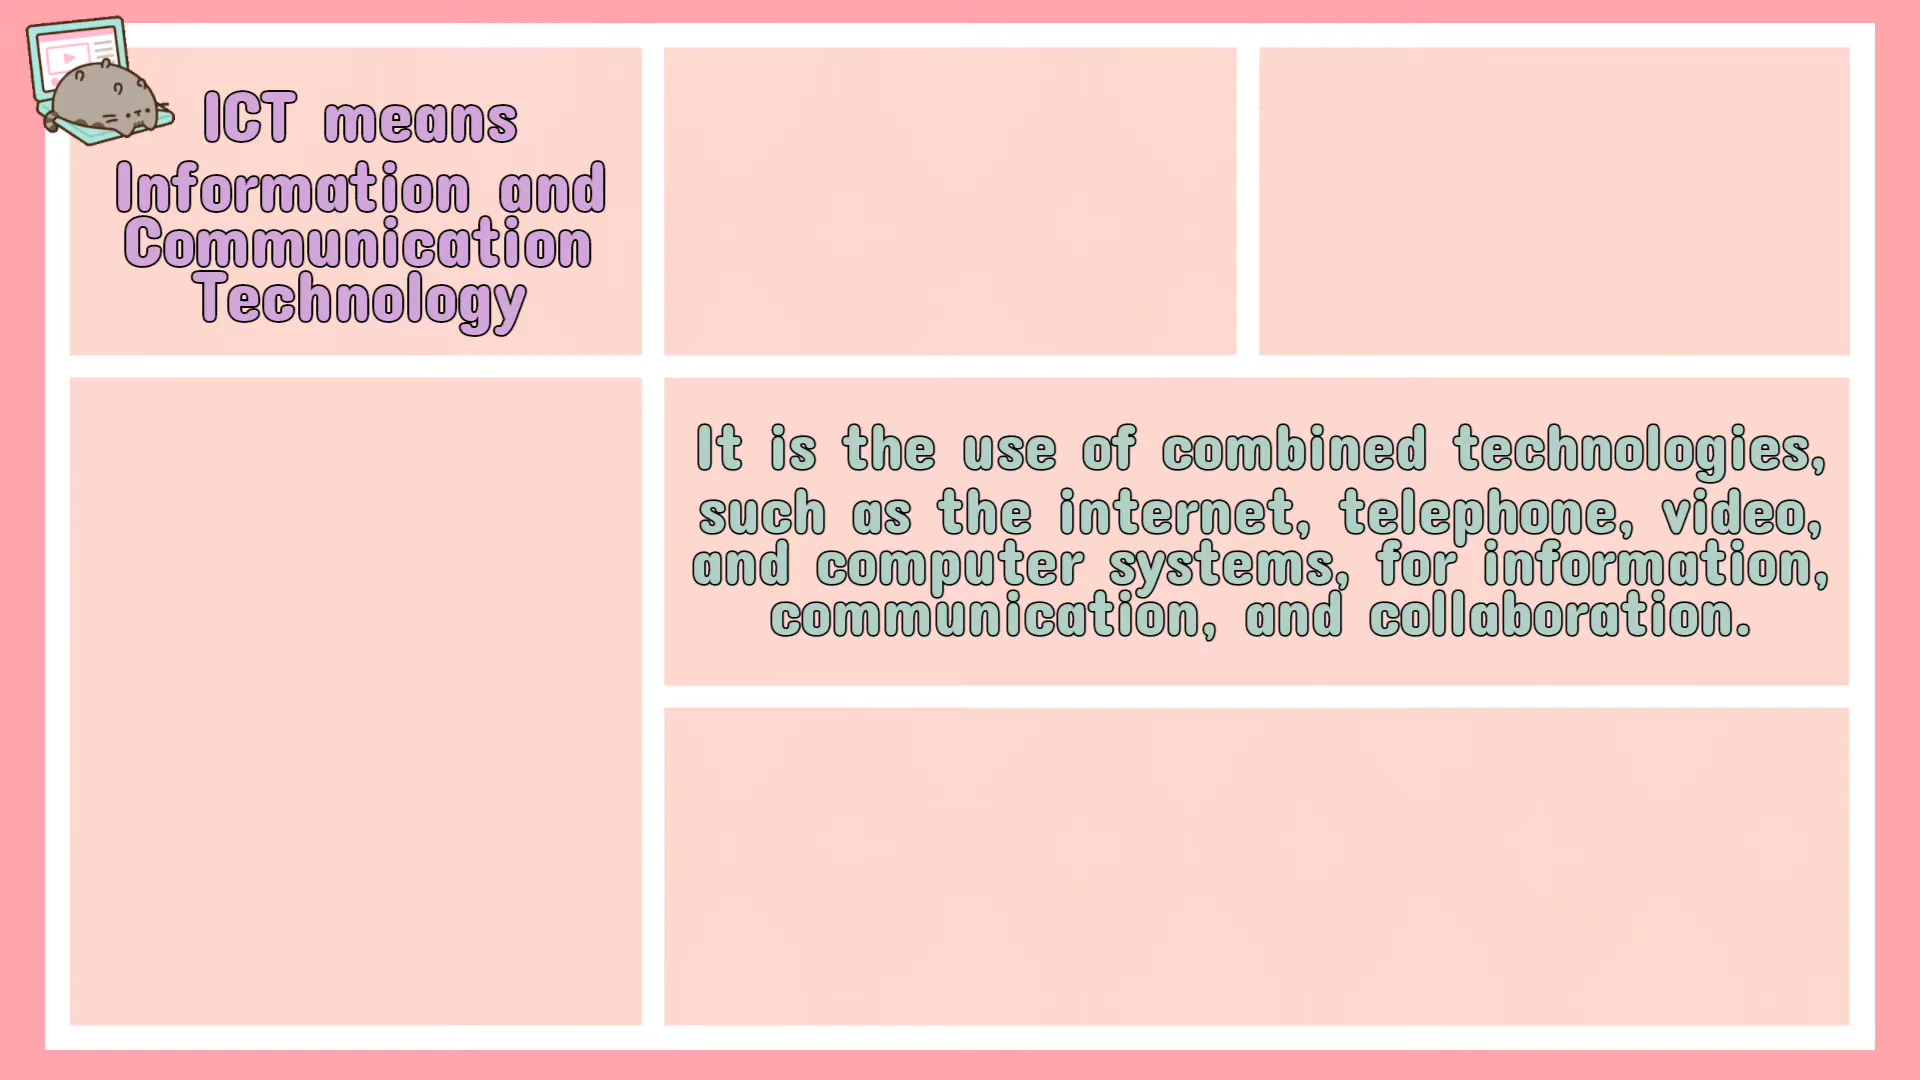 ICT means
Information and
Communication
Technology
It is the use of combined technologies,
such as the internet, telephone, video,
and computer systems, for information,
communication, and collaboration.